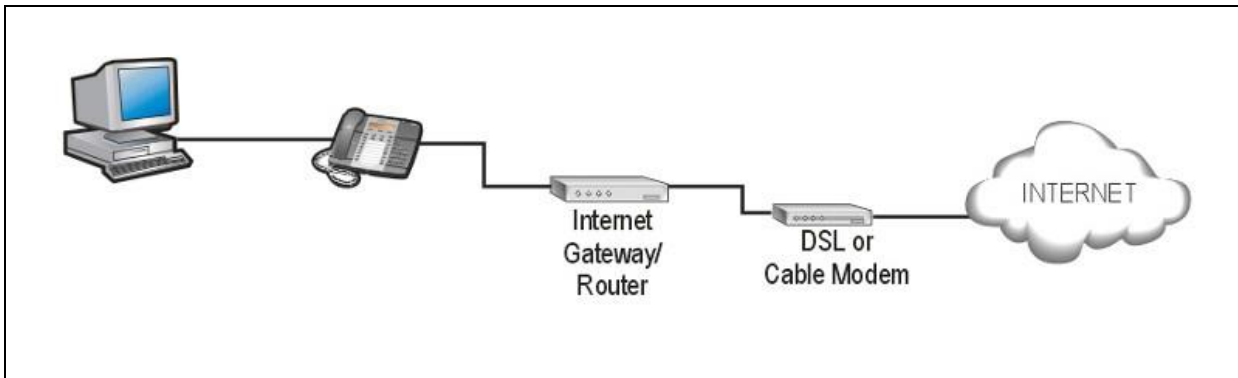 Internet
Gateway/
Router
DSL or
Cable Modem
INTERNET